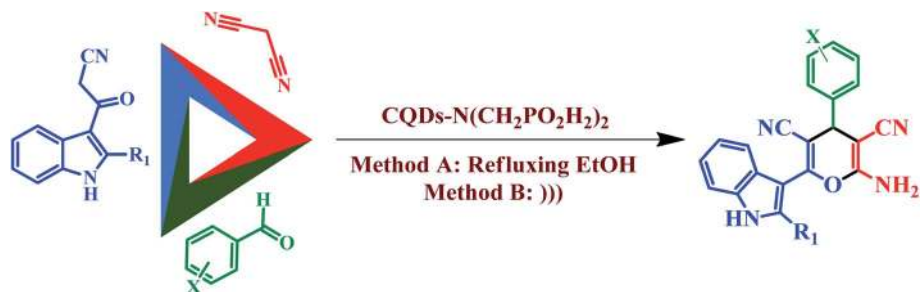 N
N
CN
O
R₁
N
H
H
O
X
CQDs-N(CH₂PO₂H₂)₂
Method A: Refluxing EtOH
Method B: )))
X
NC
CN
O
NH₂
HN
R₁